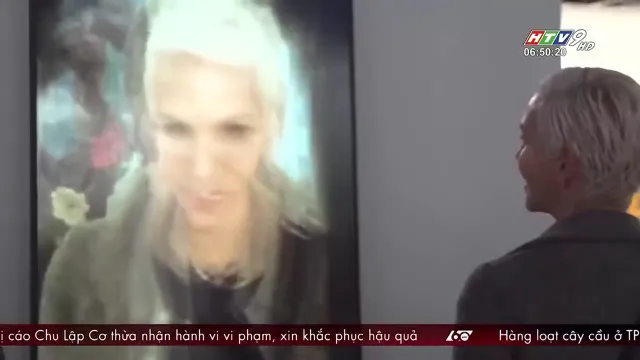 HTV9 HD
06:50:20
ị cáo Chu Lập Cơ thừa nhận hành vi vi phạm, xin khắc phục hậu quả
Hàng loạt cây cầu ở TP